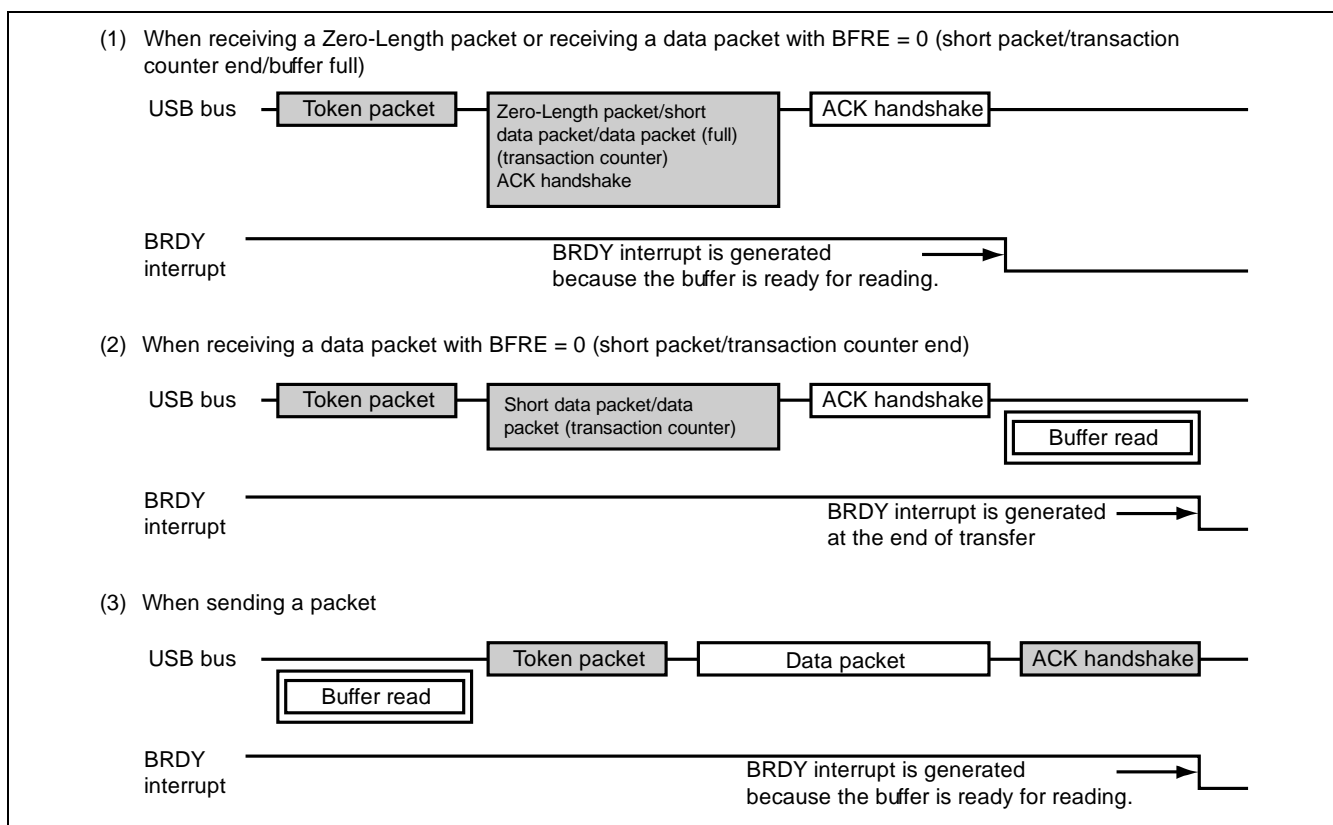 (1) When receiving a Zero-Length packet or receiving a data packet with BFRE = 0 (short packet/transaction
counter end/buffer full)
USB bus
Token packet
Zero-Length packet/short
data packet/data packet (full)
(transaction counter)
ACK handshake
ACK handshake
BRDY
interrupt
BRDY interrupt is generated
because the buffer is ready for reading.
(2) When receiving a data packet with BFRE = 0 (short packet/transaction counter end)
USB bus
Token packet
Short data packet/data
packet (transaction counter)
ACK handshake
Buffer read
BRDY
interrupt
BRDY interrupt is generated
at the end of transfer
(3) When sending a packet
USB bus
Token packet
Data packet
ACK handshake
Buffer read
BRDY
interrupt
BRDY interrupt is generated
because the buffer is ready for reading.